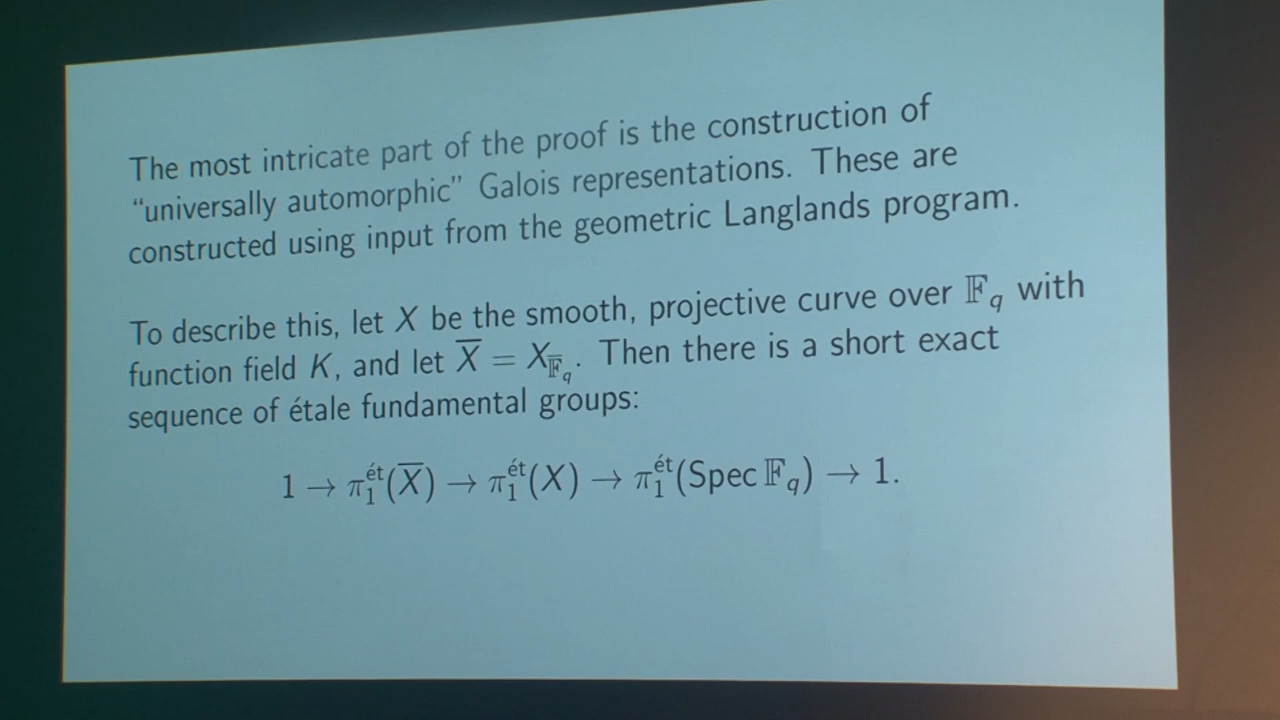 The most intricate part of the proof is the construction of
“universally automorphic” Galois representations. These are
constructed using input from the geometric Langlands program.
To describe this, let X be the smooth, projective curve over 𝔽_q with
function field K, and let X̅ = X_{𝔽̅_q}. Then there is a short exact
sequence of étale fundamental groups:
1 → π₁^{ét}(X̅) → π₁^{ét}(X) → π₁^{ét}(Spec 𝔽_q) → 1.